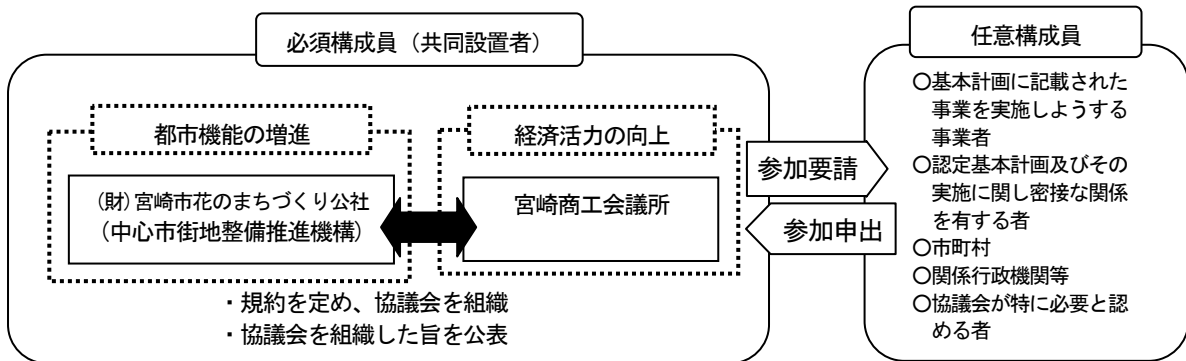 必須構成員（共同設置者）
都市機能の増進
(財)宮崎市花のまちづくり公社
（中心市街地整備推進機構）
経済活力の向上
宮崎商工会議所
・規約を定め、協議会を組織
・協議会を組織した旨を公表
参加要請
参加申出
任意構成員
〇基本計画に記載された
事業を実施しようする
事業者
〇認定基本計画及びその
実施に関し密接な関係
を有する者
〇市町村
〇関係行政機関等
〇協議会が特に必要と認
める者